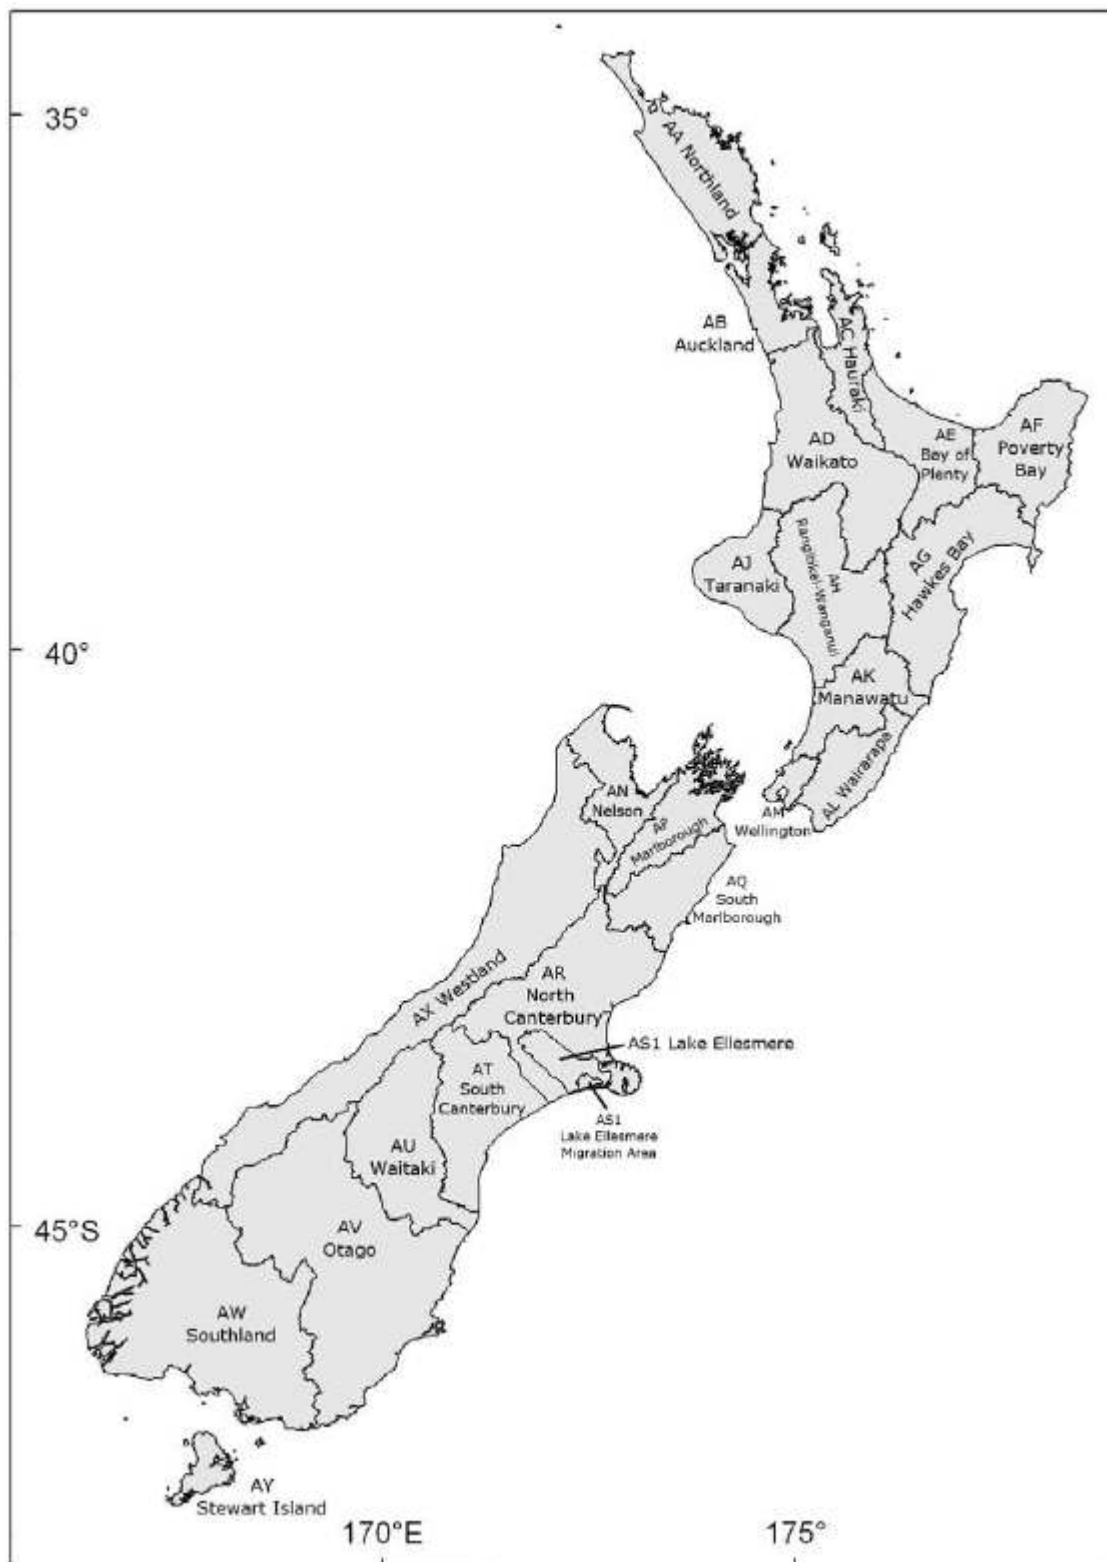 35°
AA Northland
AB
Auckland
AC Hauraki
AD
Waikato
AE
Bay of
Plenty
AF
Poverty
Bay
AG
Hawkes Bay
AH
Rangitikei-Wanganui
AJ
Taranaki
40°
AK
Manawatu
AL Wairarapa
AM
Wellington
AN
Nelson
AP
Marlborough
AQ
South
Marlborough
AX Westland
AR
North
Canterbury
AS1 Lake Ellesmere
AT
South
Canterbury
AS1
Lake Ellesmere
Migration Area
AU
Waitaki
45°S
AV
Otago
AW
Southland
AY
Stewart Island
170°E
175°